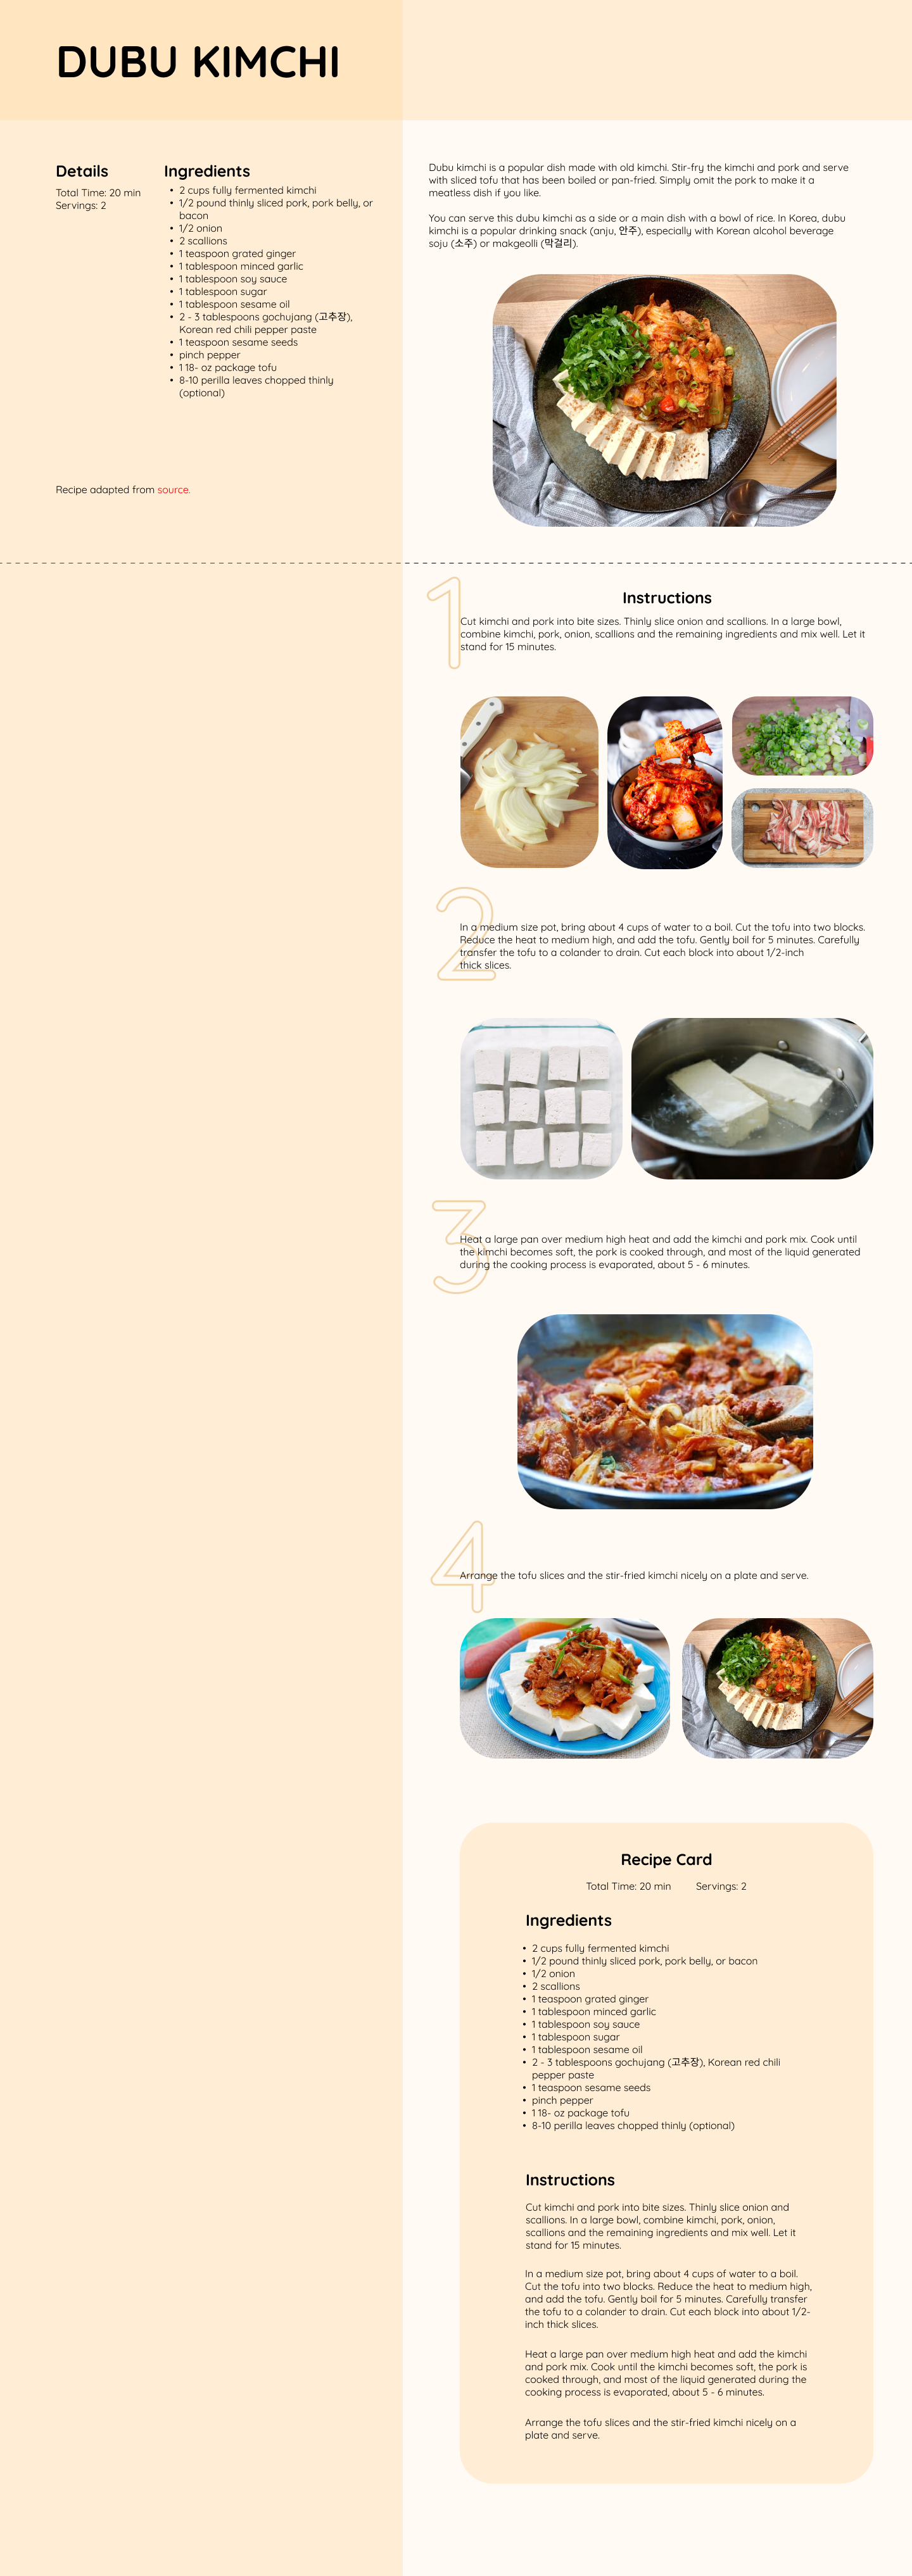 DUBU KIMCHI
Details
Total Time: 20 min
Servings: 2
Ingredients
• 2 cups fully fermented kimchi
• 1/2 pound thinly sliced pork, pork belly, or
bacon
• 1/2 onion
• 2 scallions
• 1 teaspoon grated ginger
• 1 tablespoon minced garlic
• 1 tablespoon soy sauce
• 1 tablespoon sugar
• 1 tablespoon sesame oil
• 2 - 3 tablespoons gochujang (고추장),
Korean red chili pepper paste
• 1 teaspoon sesame seeds
• pinch pepper
• 1 18- oz package tofu
• 8-10 perilla leaves chopped thinly
(optional)
Recipe adapted from source.
Dubu kimchi is a popular dish made with old kimchi. Stir-fry the kimchi and pork and serve
with sliced tofu that has been boiled or pan-fried. Simply omit the pork to make it a
meatless dish if you like.
You can serve this dubu kimchi as a side or a main dish with a bowl of rice. In Korea, dubu
kimchi is a popular drinking snack (anju, 안주), especially with Korean alcohol beverage
soju (소주) or makgeolli (막걸리).
Instructions
1
Cut kimchi and pork into bite sizes. Thinly slice onion and scallions. In a large bowl,
combine kimchi, pork, onion, scallions and the remaining ingredients and mix well. Let it
stand for 15 minutes.
2
In a medium size pot, bring about 4 cups of water to a boil. Cut the tofu into two blocks.
Reduce the heat to medium high, and add the tofu. Gently boil for 5 minutes. Carefully
transfer the tofu to a colander to drain. Cut each block into about 1/2-inch
thick slices.
3
Heat a large pan over medium high heat and add the kimchi and pork mix. Cook until
the kimchi becomes soft, the pork is cooked through, and most of the liquid generated
during the cooking process is evaporated, about 5 - 6 minutes.
4
Arrange the tofu slices and the stir-fried kimchi nicely on a plate and serve.
Recipe Card
Total Time: 20 min Servings: 2
Ingredients
• 2 cups fully fermented kimchi
• 1/2 pound thinly sliced pork, pork belly, or bacon
• 1/2 onion
• 2 scallions
• 1 teaspoon grated ginger
• 1 tablespoon minced garlic
• 1 tablespoon soy sauce
• 1 tablespoon sugar
• 1 tablespoon sesame oil
• 2 - 3 tablespoons gochujang (고추장), Korean red chili
pepper paste
• 1 teaspoon sesame seeds
• pinch pepper
• 1 18- oz package tofu
• 8-10 perilla leaves chopped thinly (optional)
Instructions
Cut kimchi and pork into bite sizes. Thinly slice onion and
scallions. In a large bowl, combine kimchi, pork, onion,
scallions and the remaining ingredients and mix well. Let it
stand for 15 minutes.
In a medium size pot, bring about 4 cups of water to a boil.
Cut the tofu into two blocks. Reduce the heat to medium high,
and add the tofu. Gently boil for 5 minutes. Carefully transfer
the tofu to a colander to drain. Cut each block into about 1/2-
inch thick slices.
Heat a large pan over medium high heat and add the kimchi
and pork mix. Cook until the kimchi becomes soft, the pork is
cooked through, and most of the liquid generated during the
cooking process is evaporated, about 5 - 6 minutes.
Arrange the tofu slices and the stir-fried kimchi nicely on a
plate and serve.